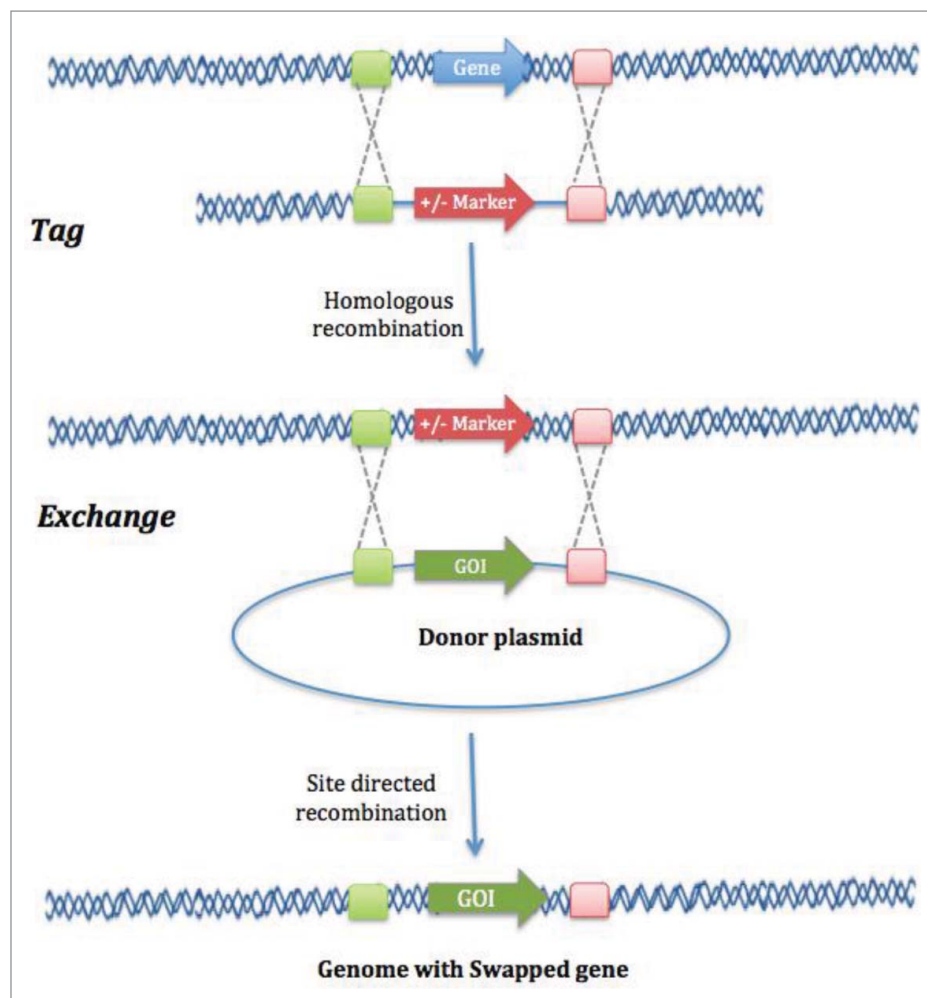 Gene
+/- Marker
Tag
Homologous
recombination
+/- Marker
Exchange
GOI
Donor plasmid
Site directed
recombination
GOI
Genome with Swapped gene